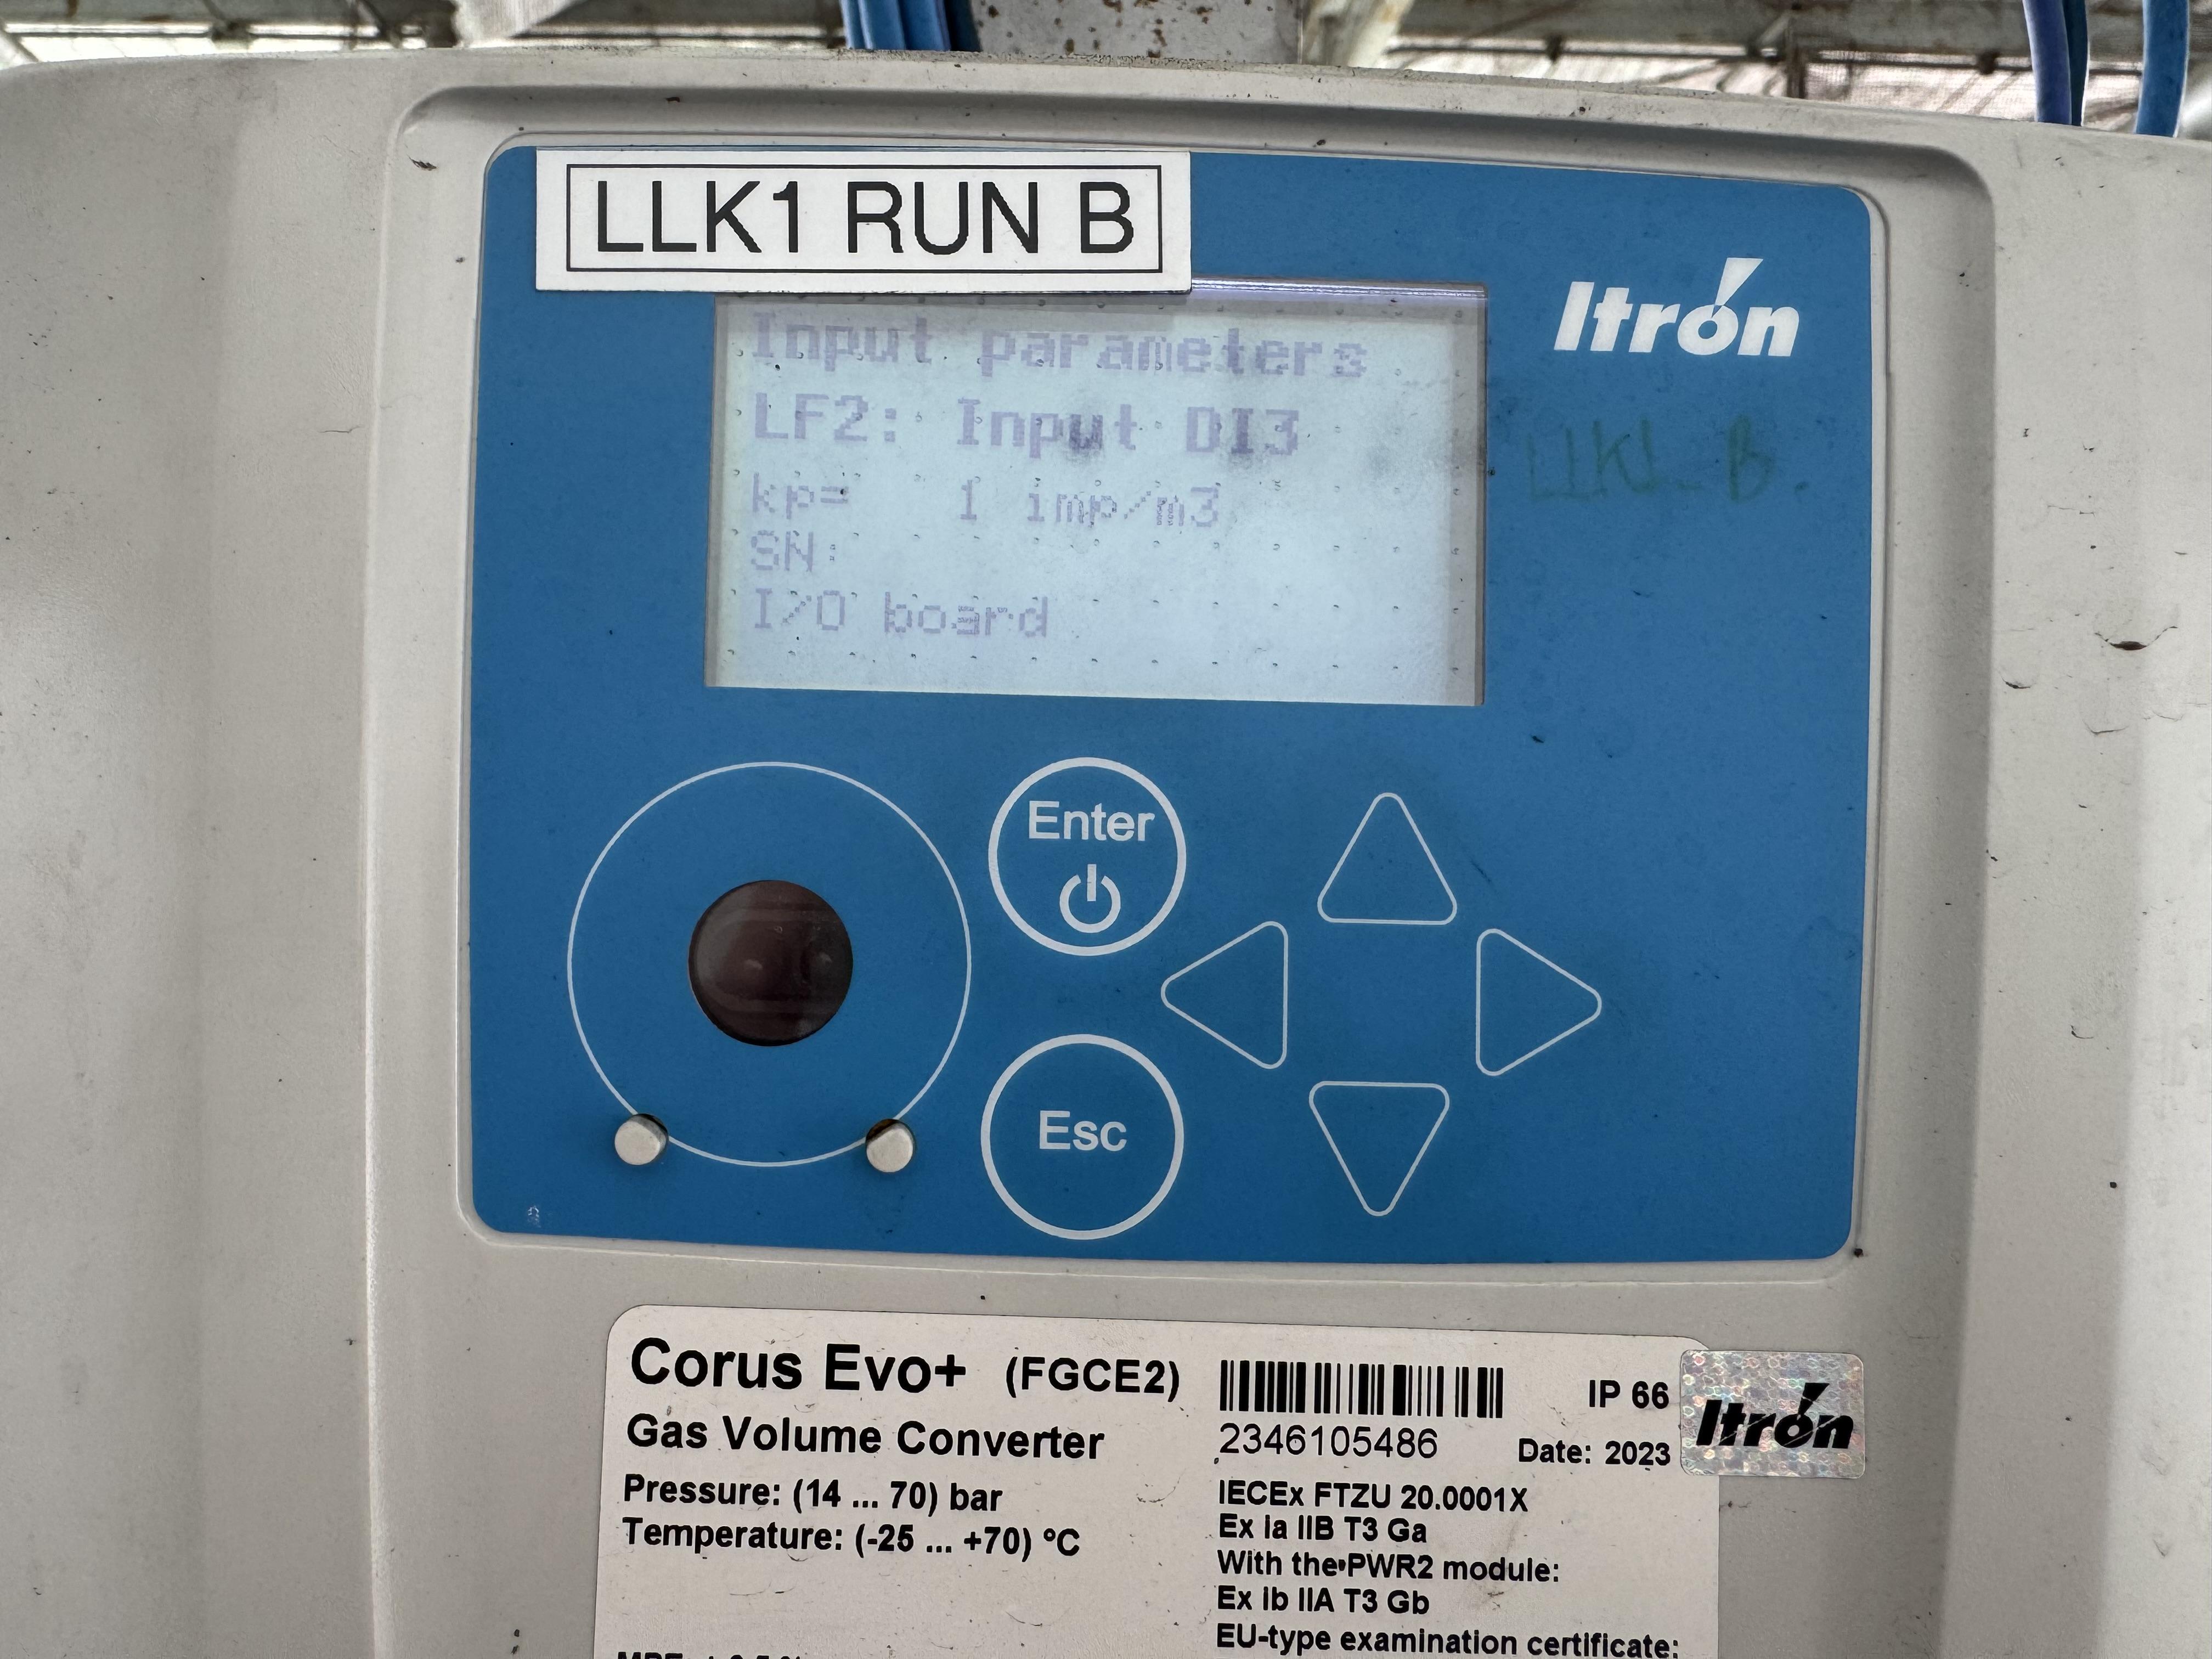 LLK1 RUN B
Itron
Input parameters
LF2: Input DI3
kp= 1 imp/m3
SN:
I/O board
LLK1 B.
Enter
Esc
Corus Evo+ (FGCE2)
Gas Volume Converter
Pressure: (14 ... 70) bar
Temperature: (-25 ... +70) °C
2346105486
IP 66
Date: 2023
Itron
IECEx FTZU 20.0001X
Ex ia IIB T3 Ga
With the PWR2 module:
Ex ib IIA T3 Gb
EU-type examination certificate: